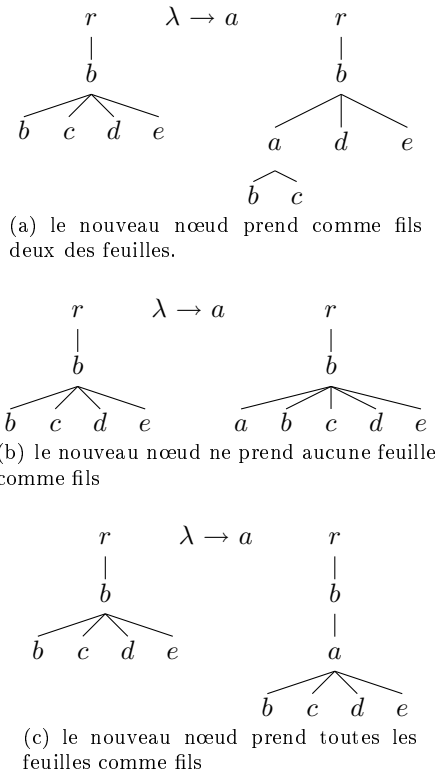 r λ → a r
b b
b c d e a d e
b c
(a) le nouveau nœud prend comme fils
deux des feuilles.
r λ → a r
b b
b c d e a b c d e
(b) le nouveau nœud ne prend aucune feuille
comme fils
r λ → a r
b b
b c d e a
b c d e
(c) le nouveau nœud prend toutes les
feuilles comme fils